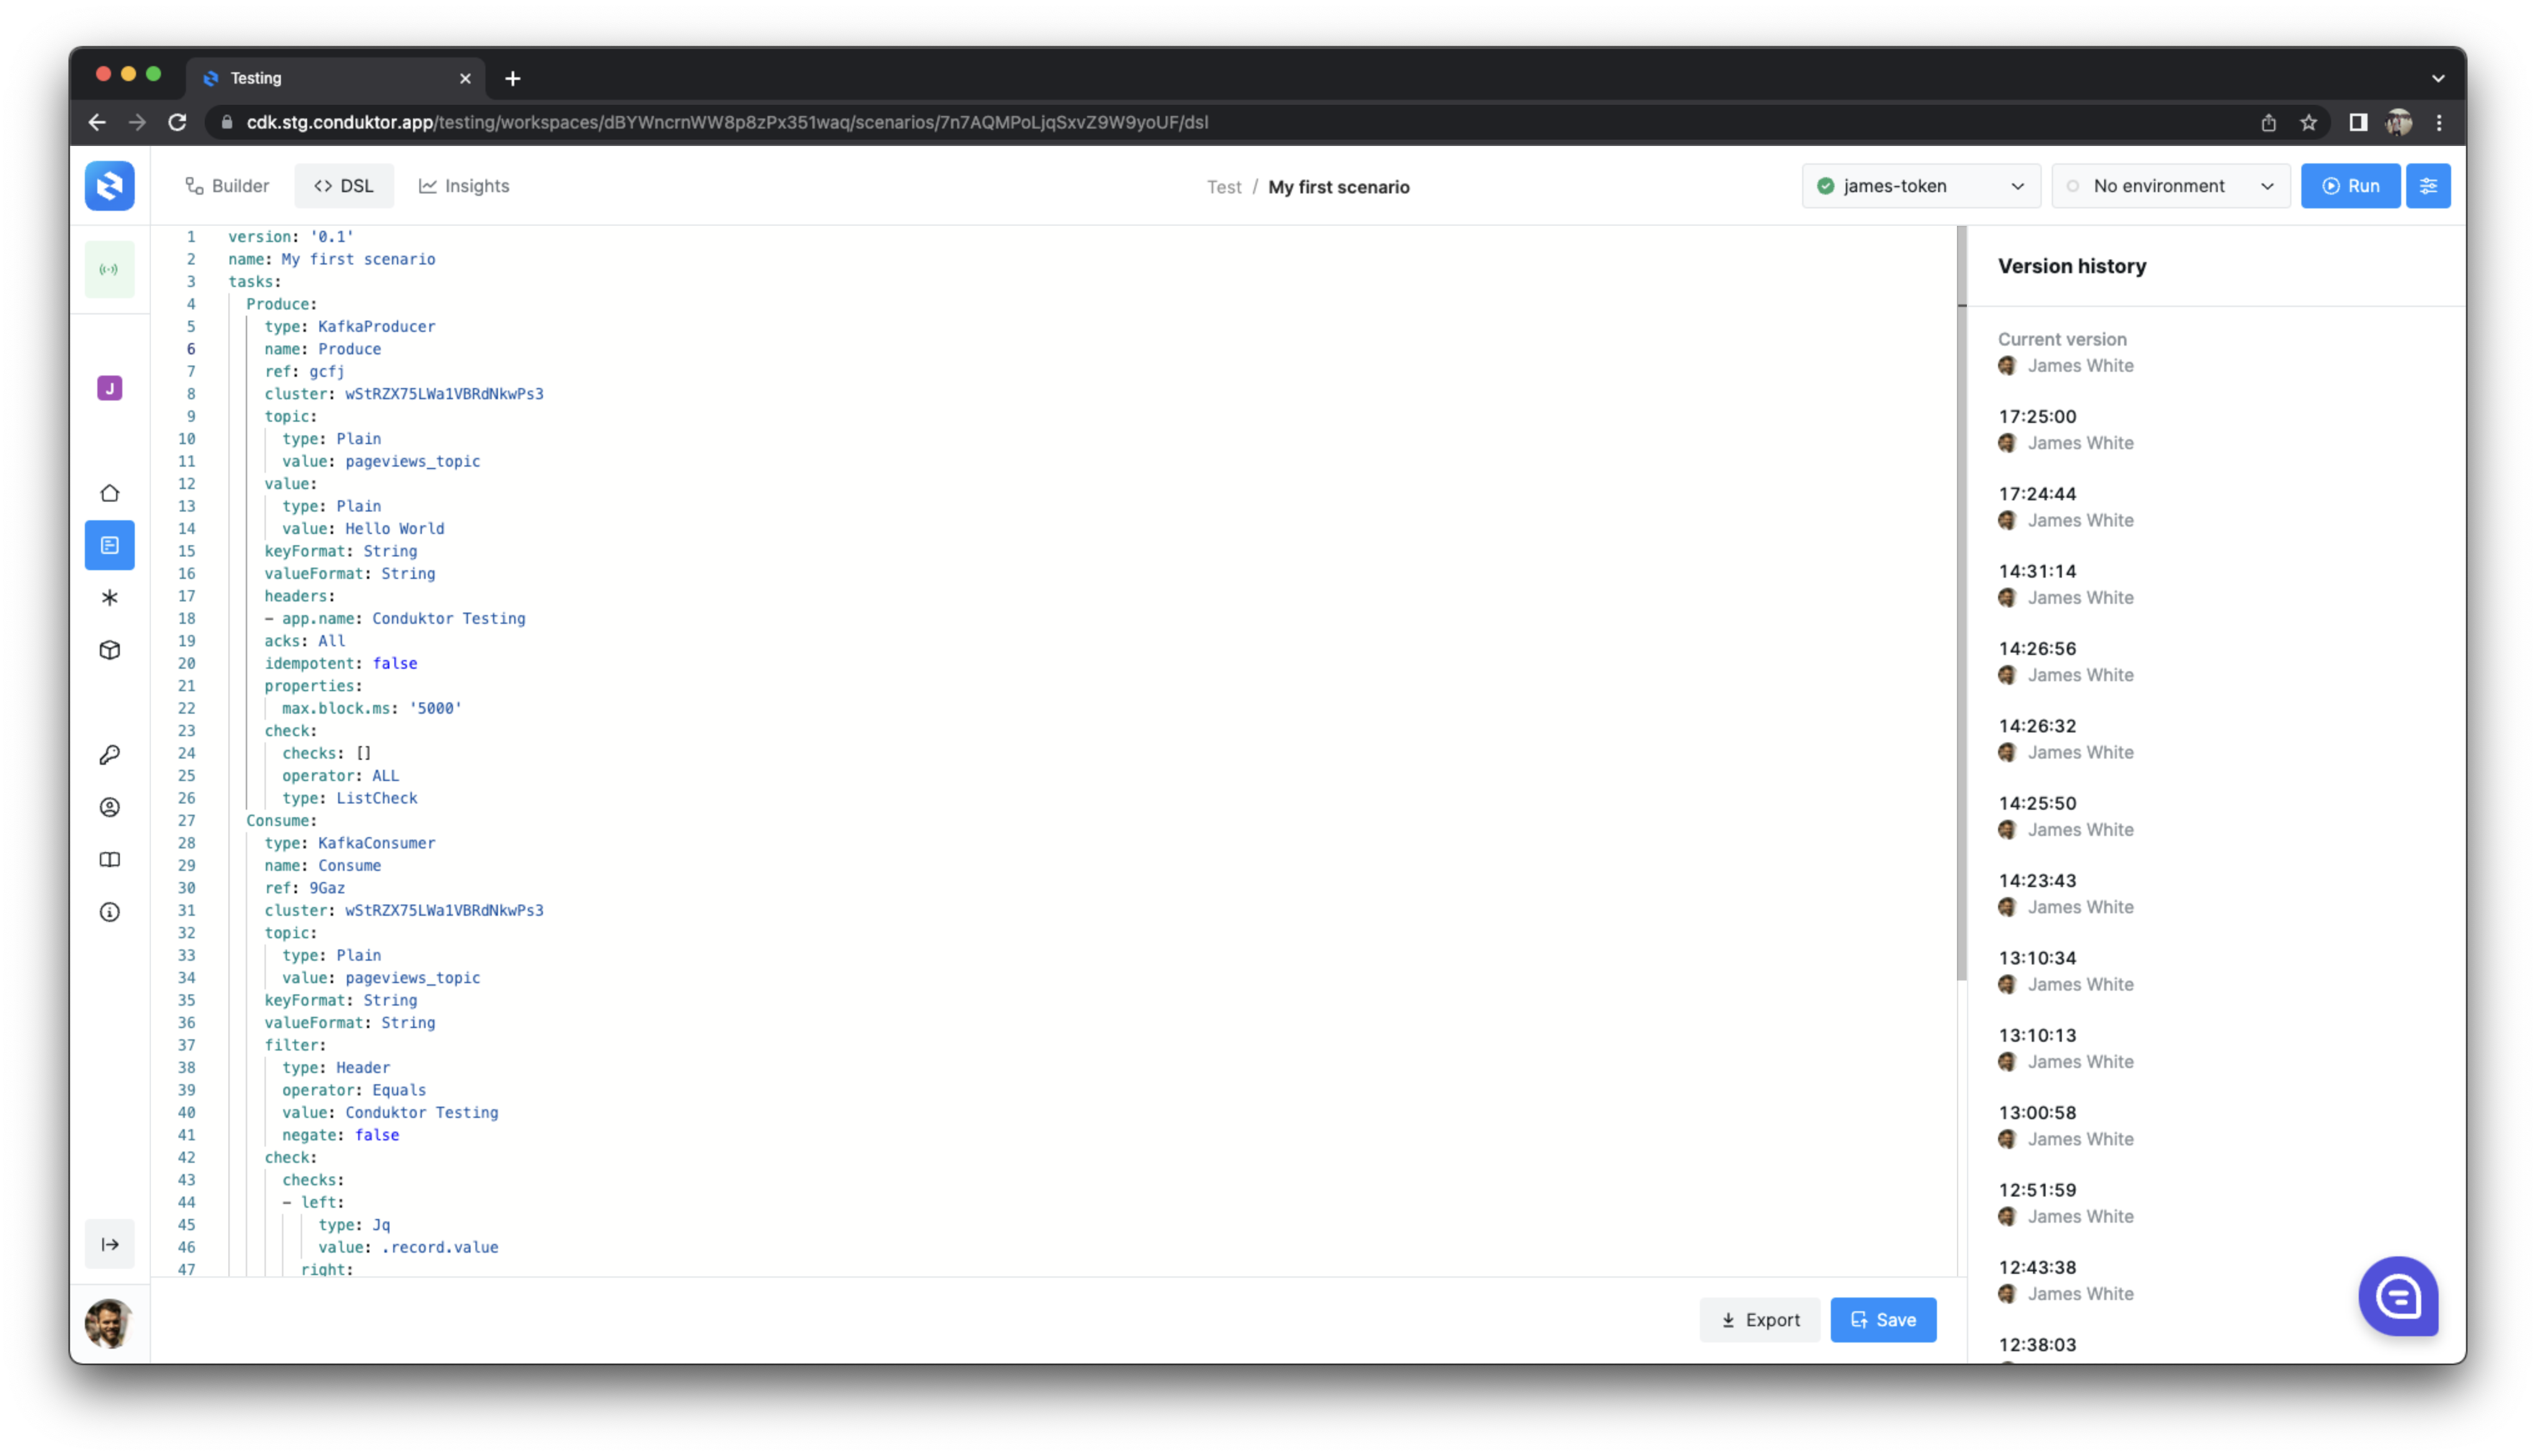 Testing
cdk.stg.conduktor.app/testing/workspaces/dBYWncrnWW8p8zPx351waq/scenarios/7n7AQMPoLjqSxvZ9W9yoUF/dsl
Builder
<> DSL
Insights
Test / My first scenario
james-token
No environment
Run
J
1 version: '0.1'
2 name: My first scenario
3 tasks:
4 Produce:
5 type: KafkaProducer
6 name: Produce
7 ref: gcfj
8 cluster: wStRZX75LWa1VBRdNkwPs3
9 topic:
10 type: Plain
11 value: pageviews_topic
12 value:
13 type: Plain
14 value: Hello World
15 keyFormat: String
16 valueFormat: String
17 headers:
18 - app.name: Conduktor Testing
19 acks: All
20 idempotent: false
21 properties:
22 max.block.ms: '5000'
23 check:
24 checks: []
25 operator: ALL
26 type: ListCheck
27 Consume:
28 type: KafkaConsumer
29 name: Consume
30 ref: 9Gaz
31 cluster: wStRZX75LWa1VBRdNkwPs3
32 topic:
33 type: Plain
34 value: pageviews_topic
35 keyFormat: String
36 valueFormat: String
37 filter:
38 type: Header
39 operator: Equals
40 value: Conduktor Testing
41 negate: false
42 check:
43 checks:
44 - left:
45 type: Jq
46 value: .record.value
47 right:
Export
Save
Version history
Current version
James White
17:25:00
James White
17:24:44
James White
14:31:14
James White
14:26:56
James White
14:26:32
James White
14:25:50
James White
14:23:43
James White
13:10:34
James White
13:10:13
James White
13:00:58
James White
12:51:59
James White
12:43:38
James White
12:38:03